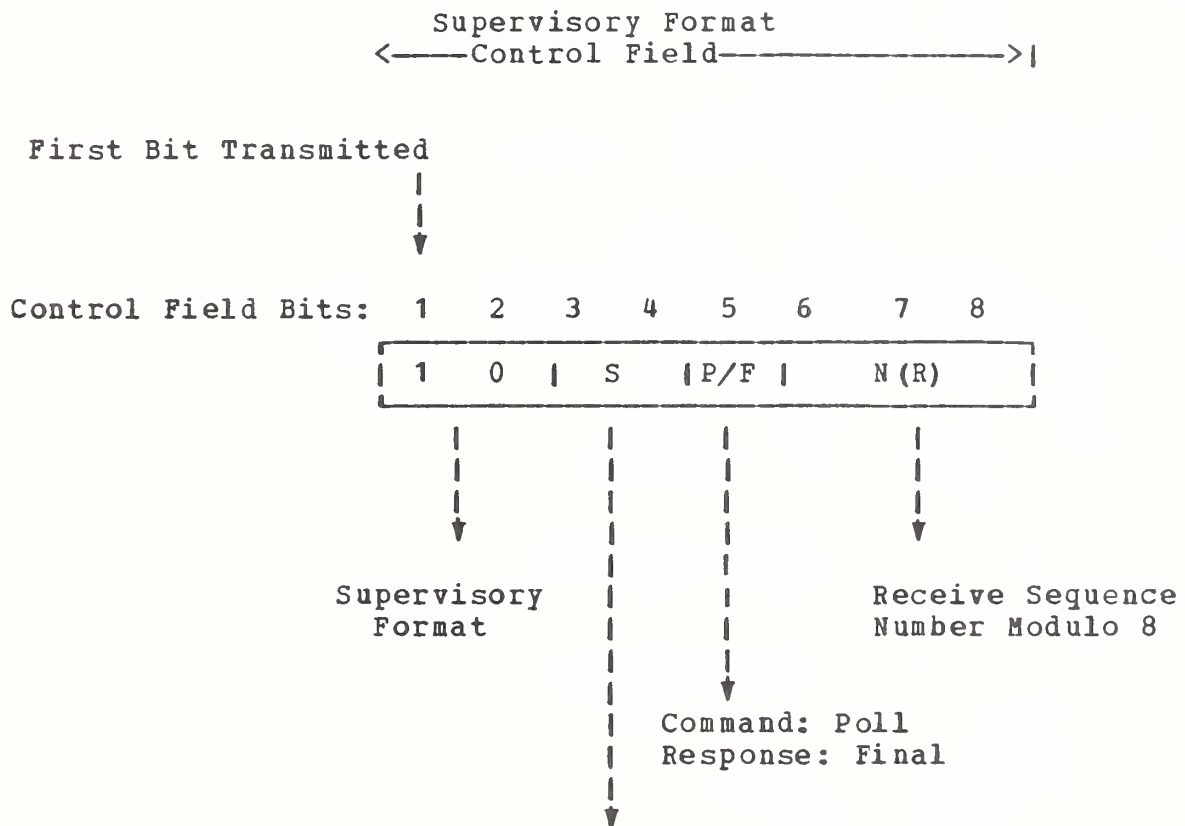 Supervisory Format
<-----Control Field--------------->|
First Bit Transmitted
Control Field Bits: 1 2 3 4 5 6 7 8
| 1 0 | S |P/F | N(R) |
Supervisory Format
Receive Sequence Number Modulo 8
Command: Poll
Response: Final